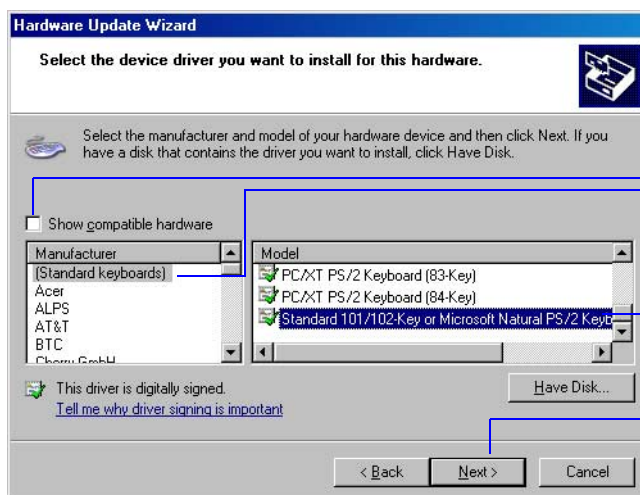 Hardware Update Wizard
Select the device driver you want to install for this hardware.
Select the manufacturer and model of your hardware device and then click Next. If you
have a disk that contains the driver you want to install, click Have Disk.
Show compatible hardware
Manufacturer
(Standard keyboards)
Acer
ALPS
AT&T
BTC
Cherry GmbH
Model
PC/XT PS/2 Keyboard (83-Key)
PC/XT PS/2 Keyboard (84-Key)
Standard 101/102-Key or Microsoft Natural PS/2 Keyb
This driver is digitally signed.
Tell me why driver signing is important
Have Disk...
< Back
Next >
Cancel